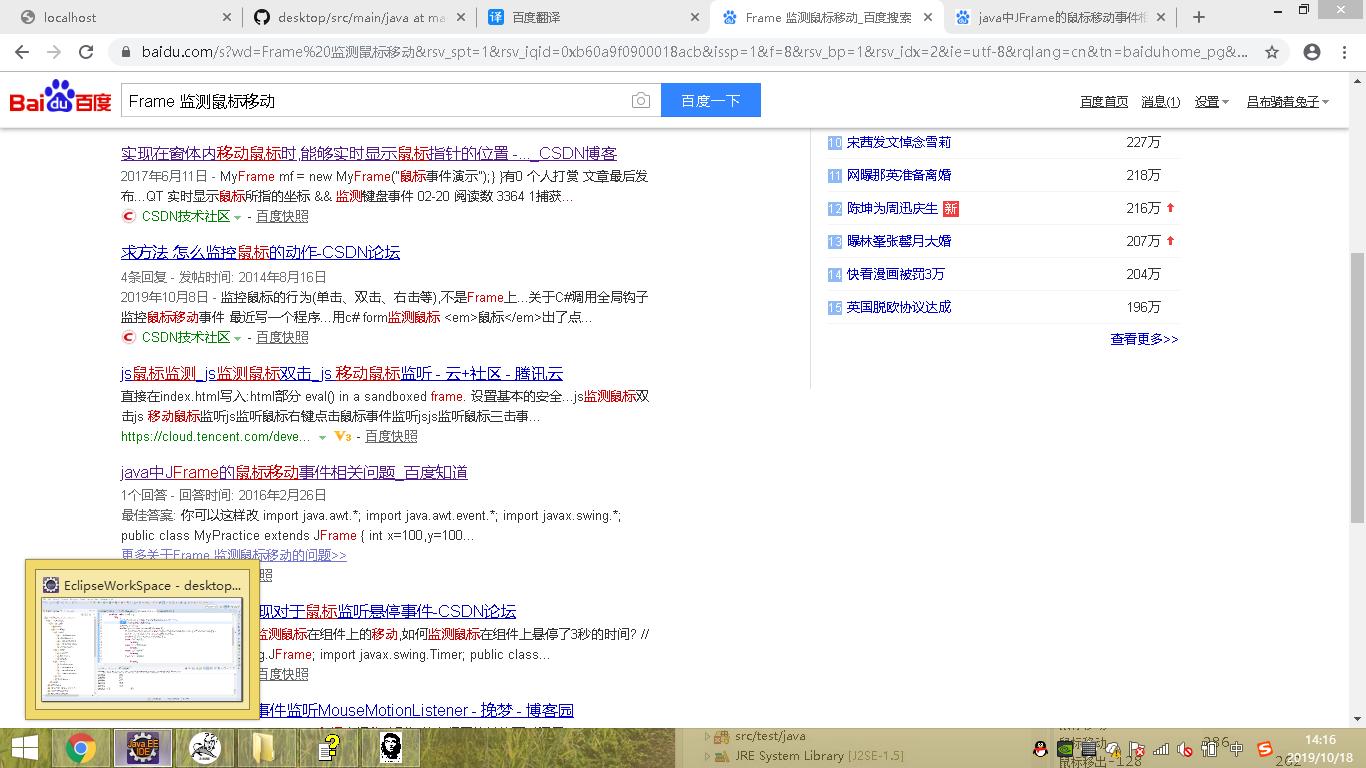 localhost
desktop/src/main/java at ma
百度翻译
Frame 监测鼠标移动_百度搜索
java中JFrame的鼠标移动事件相
baidu.com/s?wd=Frame%20监测鼠标移动&rsv_spt=1&rsv_iqid=0xb60a9f0900018acb&issp=1&f=8&rsv_bp=1&rsv_idx=2&ie=utf-8&rqlang=cn&tn=baiduhome_pg&...
Bai du 百度
Frame 监测鼠标移动
百度一下
百度首页 消息(1) 设置 吕布骑着兔子
实现在窗体内移动鼠标时,能够实时显示鼠标指针的位置 -..._CSDN博客
2017年6月11日 - MyFrame mf = new MyFrame("鼠标事件演示");} }有0 个人打赏 文章最后发
布...QT 实时显示鼠标所指的坐标 && 监测键盘事件 02-20 阅读数 3364 1捕获...
CSDN技术社区 - 百度快照
求方法 怎么监控鼠标的动作-CSDN论坛
4条回复 - 发帖时间: 2014年8月16日
2019年10月8日 - 监控鼠标的行为(单击、双击、右击等),不是Frame上...关于C#调用全局钩子
监控鼠标移动事件 最近写一个程序...用c# form监测鼠标 <em>鼠标</em>出了点...
CSDN技术社区 - 百度快照
js鼠标监测_js监测鼠标双击_js 移动鼠标监听 - 云+社区 - 腾讯云
直接在index.html写入:html部分 eval() in a sandboxed frame. 设置基本的安全...js监测鼠标双
击js 移动鼠标监听js监听鼠标右键点击鼠标事件监听jsjs监听鼠标三击事...
https://cloud.tencent.com/deve... V3 - 百度快照
java中JFrame的鼠标移动事件相关问题_百度知道
1个回答 - 回答时间: 2016年2月26日
最佳答案: 你可以这样改 import java.awt.*; import java.awt.event.*; import javax.swing.*;
public class MyPractice extends JFrame { int x=100,y=100...
更多关于Frame 监测鼠标移动的问题>>
照
现对于鼠标监听悬停事件-CSDN论坛
监测鼠标在组件上的移动,如何监测鼠标在组件上悬停了3秒的时间? //
g.JFrame; import javax.swing.Timer; public class...
百度快照
事件监听MouseMotionListener - 挽梦 - 博客园
10 宋茜发文悼念雪莉 227万
11 网曝那英准备离婚 218万
12 陈坤为周迅庆生 新 216万
13 曝林峯张馨月大婚 207万
14 快看漫画被罚3万 204万
15 英国脱欧协议达成 196万
查看更多>>
EclipseWorkSpace - desktop...
Java EE
IDE
src/test/java
JRE System Library [J2SE-1.5]
鼠标移动
286
鼠标移出-128
262
中
14:16
2019/10/18